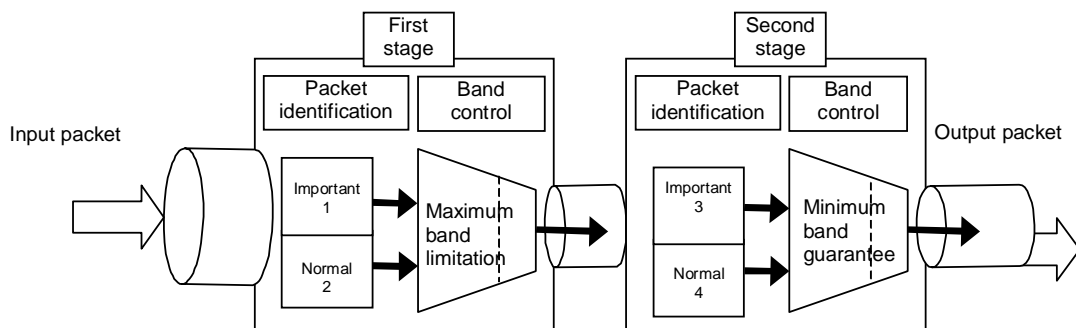 First
stage
Second
stage
Packet
identification
Band
control
Packet
identification
Band
control
Input packet
Output packet
Important
1
Normal
2
Maximum
band
limitation
Important
3
Normal
4
Minimum
band
guarantee